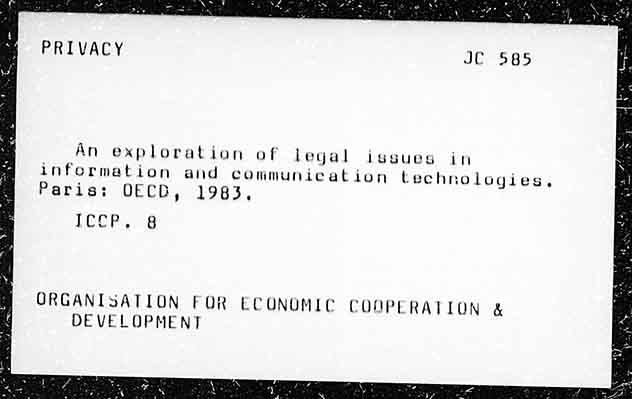 PRIVACY
JC 585
An exploration of legal issues in
information and communication technologies.
Paris: OECD, 1983.
ICCP. 8
ORGANISATION FOR ECONOMIC COOPERATION &
DEVELOPMENT